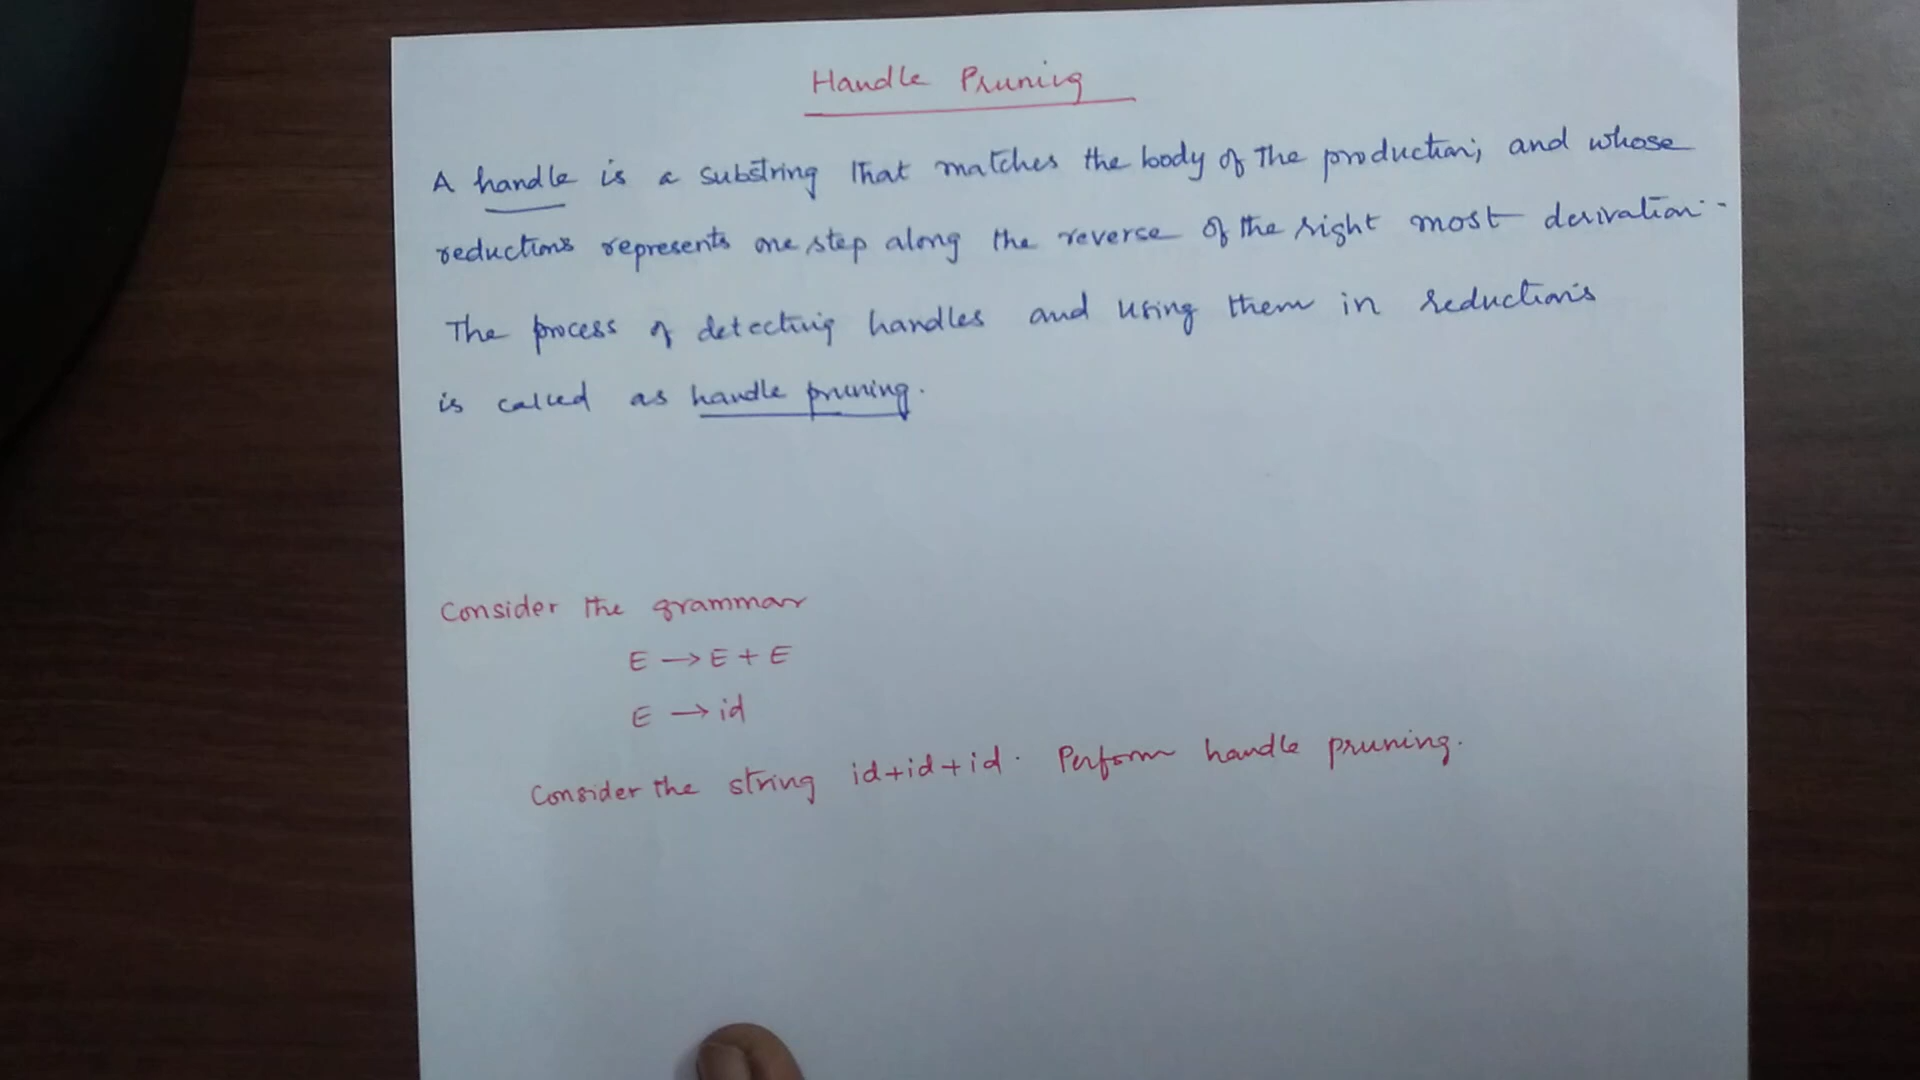 Handle Pruning
A handle is a substring that matches the body of the production; and whose
reductions represents one step along the reverse of the right most derivation.
The process of detecting handles and using them in reductions
is called as handle pruning.
Consider the grammar
E → E + E
E → id
Consider the string id+id+id. Perform handle pruning.